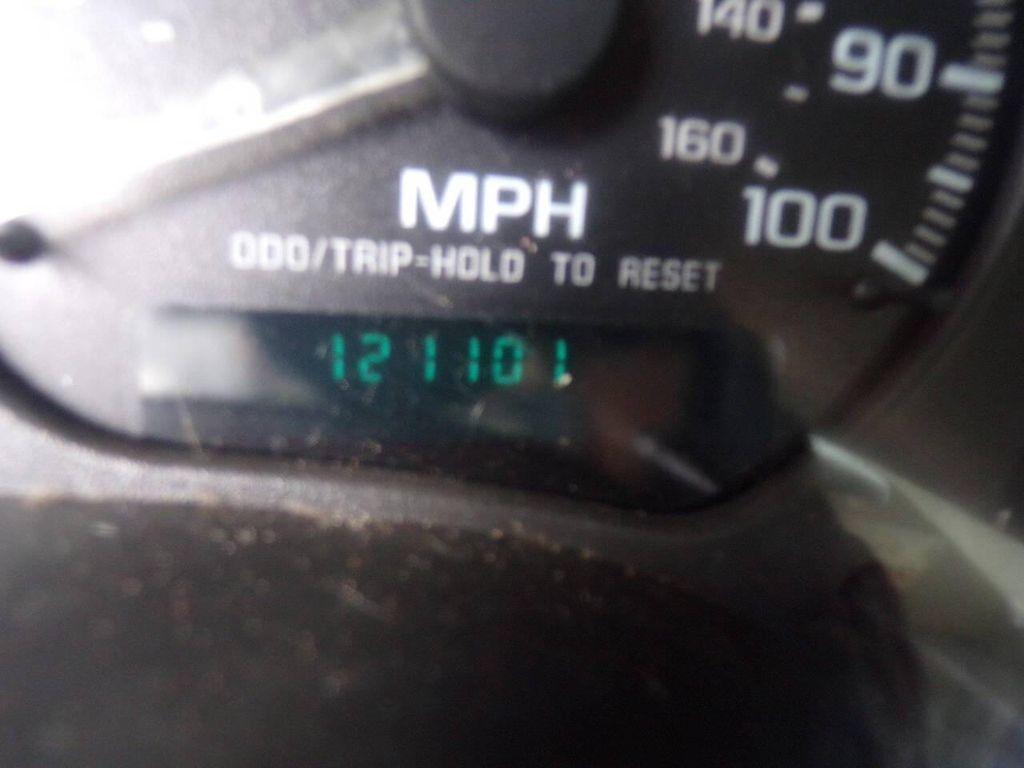 140
90
160
100
MPH
ODO/TRIP=HOLD TO RESET
121101